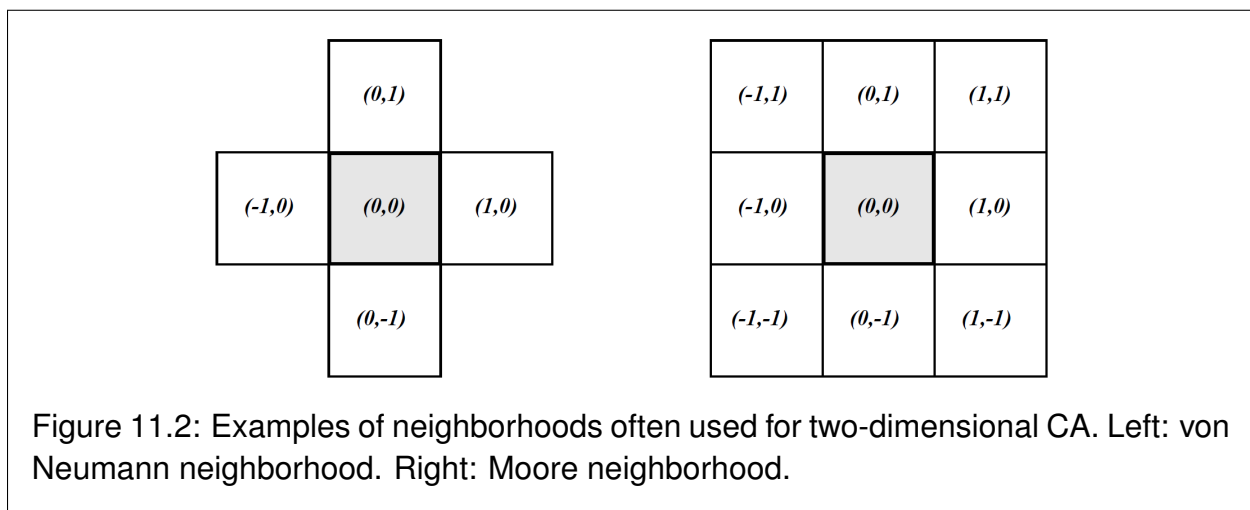 (0,1)
(-1,0) (0,0) (1,0)
(0,-1)
(-1,1) (0,1) (1,1)
(-1,0) (0,0) (1,0)
(-1,-1) (0,-1) (1,-1)
Figure 11.2: Examples of neighborhoods often used for two-dimensional CA. Left: von
Neumann neighborhood. Right: Moore neighborhood.